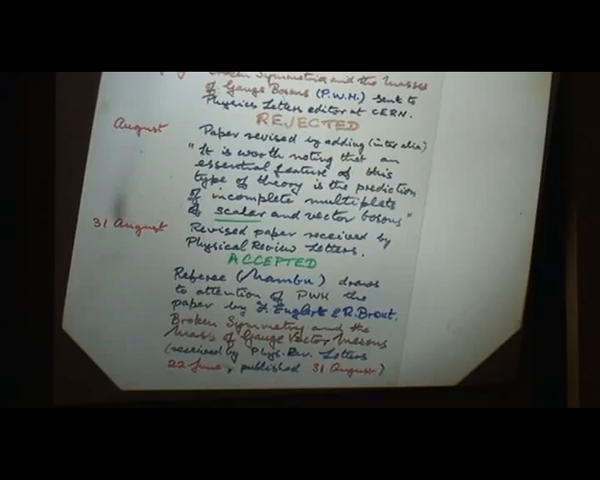 Broken Symmetries and the Masses
of Gauge Bosons (P.W.H.) sent to
Physics Letters editor at CERN.
REJECTED
August Paper revised by adding (inter alia)
"It is worth noting that an
essential feature of this
type of theory is the prediction
of incomplete multiplets
of scalar and vector bosons"
31 August Revised paper received by
Physical Review Letters.
ACCEPTED
Referee (Nambu) draws
to attention of PWH the
paper by F. Englert & R. Brout,
Broken Symmetry and the
Mass of Gauge Vector Mesons
(received by Phys. Rev. Letters
22 June, published 31 August)